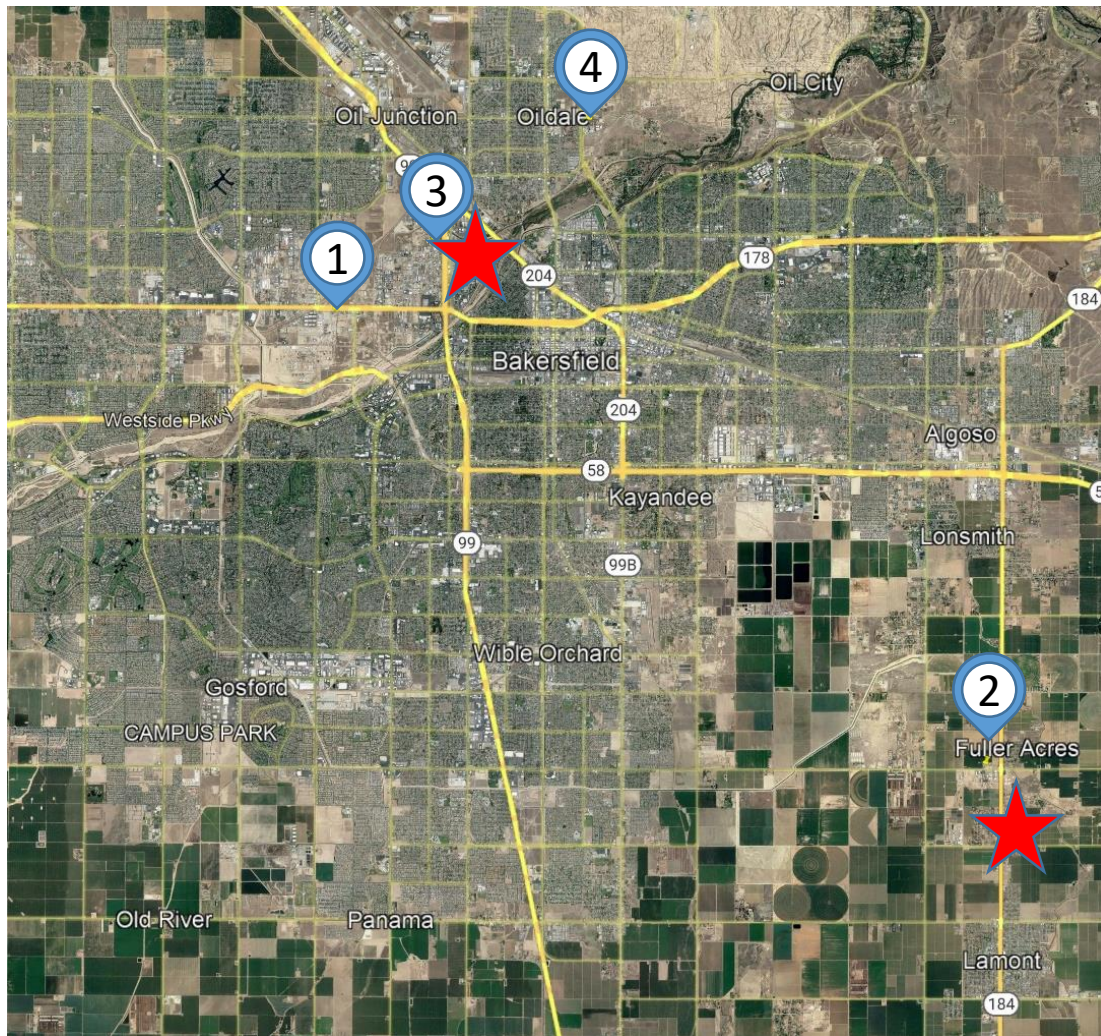 4
Oil City
Oil Junction
Oildale
3
1
178
204
184
Bakersfield
Westside Pkwy
204
Algoso
58
Kayandee
Lonsmith
99
99B
Wible Orchard
Gosford
2
CAMPUS PARK
Fuller Acres
Old River
Panama
Lamont
184